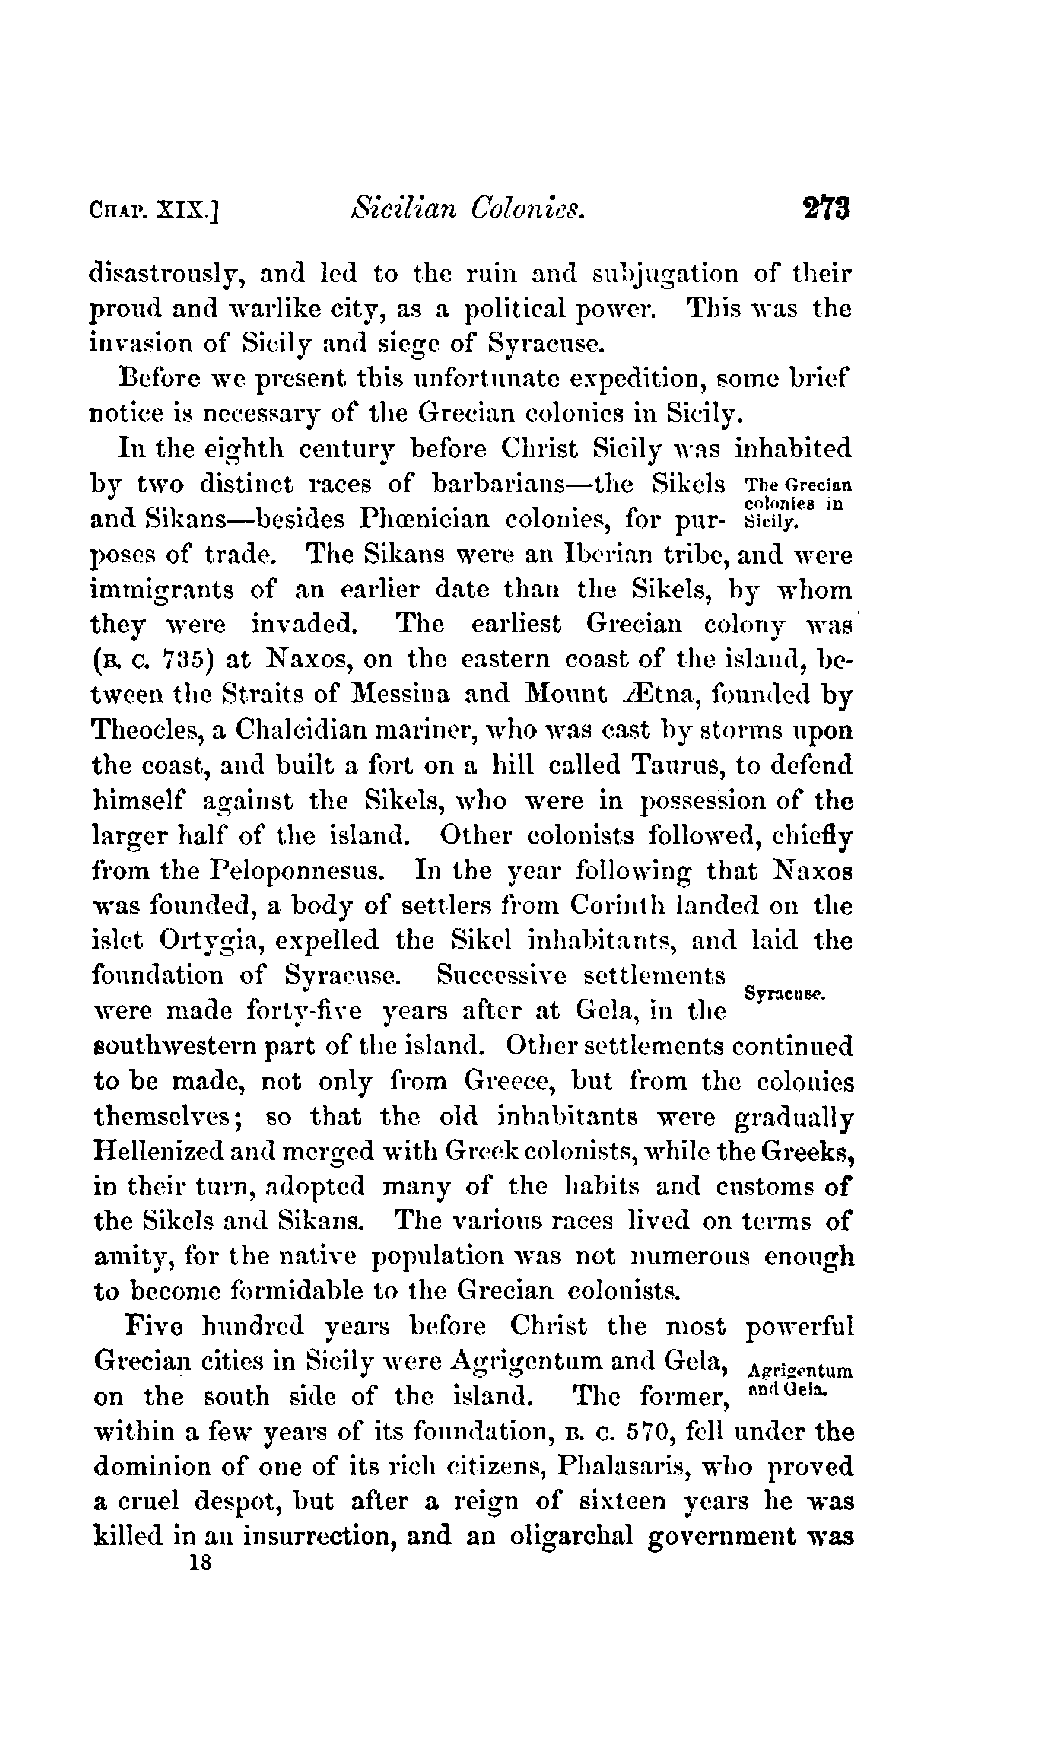 CHAP. XIX.] Sicilian Colonies. 273
disastrously, and led to the ruin and subjugation of their
proud and warlike city, as a political power. This was the
invasion of Sicily and siege of Syracuse.
Before we present this unfortunate expedition, some brief
notice is necessary of the Grecian colonies in Sicily.
In the eighth century before Christ Sicily was inhabited
by two distinct races of barbarians—the Sikels
The Grecian
colonies in
Sicily.
and Sikans—besides Phœnician colonies, for pur-
poses of trade. The Sikans were an Iberian tribe, and were
immigrants of an earlier date than the Sikels, by whom
they were invaded. The earliest Grecian colony was
(B. C. 735) at Naxos, on the eastern coast of the island, be-
tween the Straits of Messina and Mount Ætna, founded by
Theocles, a Chalcidian mariner, who was cast by storms upon
the coast, and built a fort on a hill called Taurus, to defend
himself against the Sikels, who were in possession of the
larger half of the island. Other colonists followed, chiefly
from the Peloponnesus. In the year following that Naxos
was founded, a body of settlers from Corinth landed on the
islet Ortygia, expelled the Sikel inhabitants, and laid the
foundation of Syracuse. Successive settlements
Syracuse.
were made forty-five years after at Gela, in the
southwestern part of the island. Other settlements continued
to be made, not only from Greece, but from the colonies
themselves; so that the old inhabitants were gradually
Hellenized and merged with Greek colonists, while the Greeks,
in their turn, adopted many of the habits and customs of
the Sikels and Sikans. The various races lived on terms of
amity, for the native population was not numerous enough
to become formidable to the Grecian colonists.
Five hundred years before Christ the most powerful
Grecian cities in Sicily were Agrigentum and Gela,
Agrigentum
and Gela.
on the south side of the island. The former,
within a few years of its foundation, B. C. 570, fell under the
dominion of one of its rich citizens, Phalasaris, who proved
a cruel despot, but after a reign of sixteen years he was
killed in an insurrection, and an oligarchal government was
18